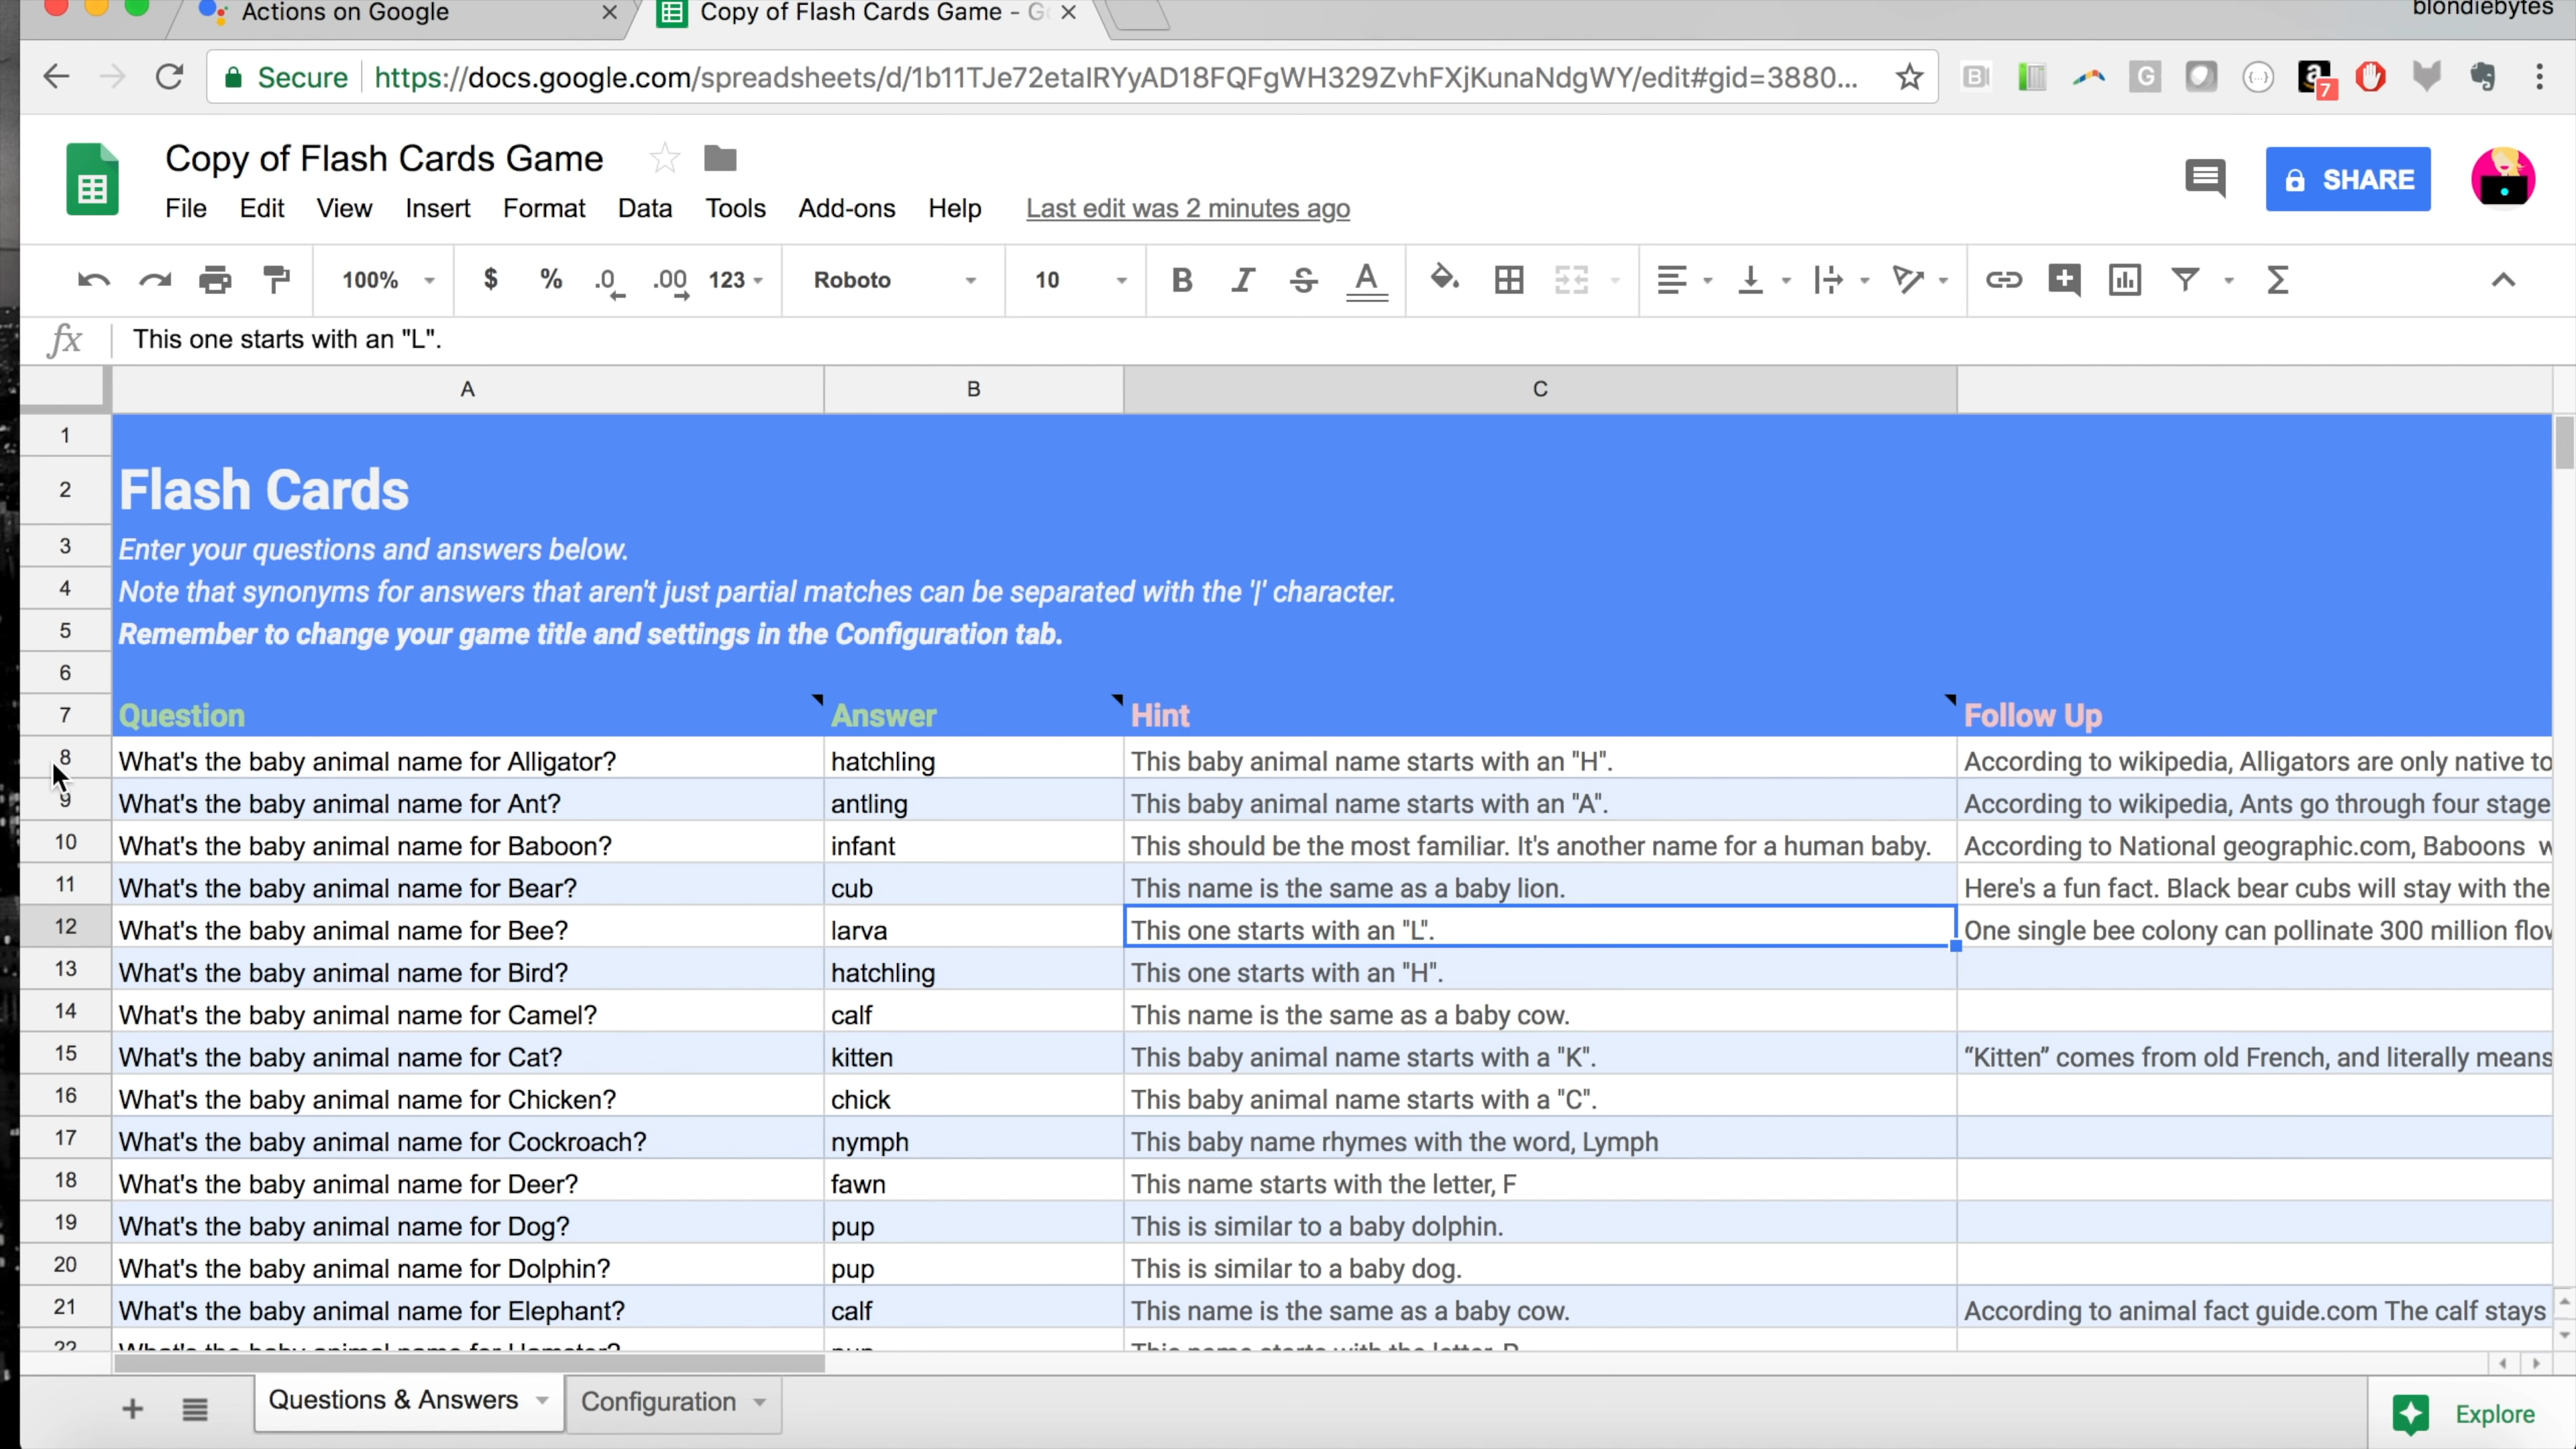 Actions on Google
Copy of Flash Cards Game - Go
blondiebytes
Secure https://docs.google.com/spreadsheets/d/1b11TJe72etaIRYyAD18FQFgWH329ZvhFXjKunaNdgWY/edit#gid=3880...
7
Copy of Flash Cards Game
SHARE
File Edit View Insert Format Data Tools Add-ons Help Last edit was 2 minutes ago
100% $ % .0 .00 123 Roboto 10 B I S A Σ
fx This one starts with an "L".
A B C
1
2 Flash Cards
3 Enter your questions and answers below.
4 Note that synonyms for answers that aren't just partial matches can be separated with the '|' character.
5 Remember to change your game title and settings in the Configuration tab.
6
7 Question Answer Hint Follow Up
8 What's the baby animal name for Alligator? hatchling This baby animal name starts with an "H". According to wikipedia, Alligators are only native to
9 What's the baby animal name for Ant? antling This baby animal name starts with an "A". According to wikipedia, Ants go through four stage
10 What's the baby animal name for Baboon? infant This should be the most familiar. It's another name for a human baby. According to National geographic.com, Baboons w
11 What's the baby animal name for Bear? cub This name is the same as a baby lion. Here's a fun fact. Black bear cubs will stay with the
12 What's the baby animal name for Bee? larva This one starts with an "L". One single bee colony can pollinate 300 million flow
13 What's the baby animal name for Bird? hatchling This one starts with an "H".
14 What's the baby animal name for Camel? calf This name is the same as a baby cow.
15 What's the baby animal name for Cat? kitten This baby animal name starts with a "K". “Kitten” comes from old French, and literally means
16 What's the baby animal name for Chicken? chick This baby animal name starts with a "C".
17 What's the baby animal name for Cockroach? nymph This baby name rhymes with the word, Lymph
18 What's the baby animal name for Deer? fawn This name starts with the letter, F
19 What's the baby animal name for Dog? pup This is similar to a baby dolphin.
20 What's the baby animal name for Dolphin? pup This is similar to a baby dog.
21 What's the baby animal name for Elephant? calf This name is the same as a baby cow. According to animal fact guide.com The calf stays
22 What's the baby animal name for Hamster? pup This name starts with the letter,
Questions & Answers Configuration Explore